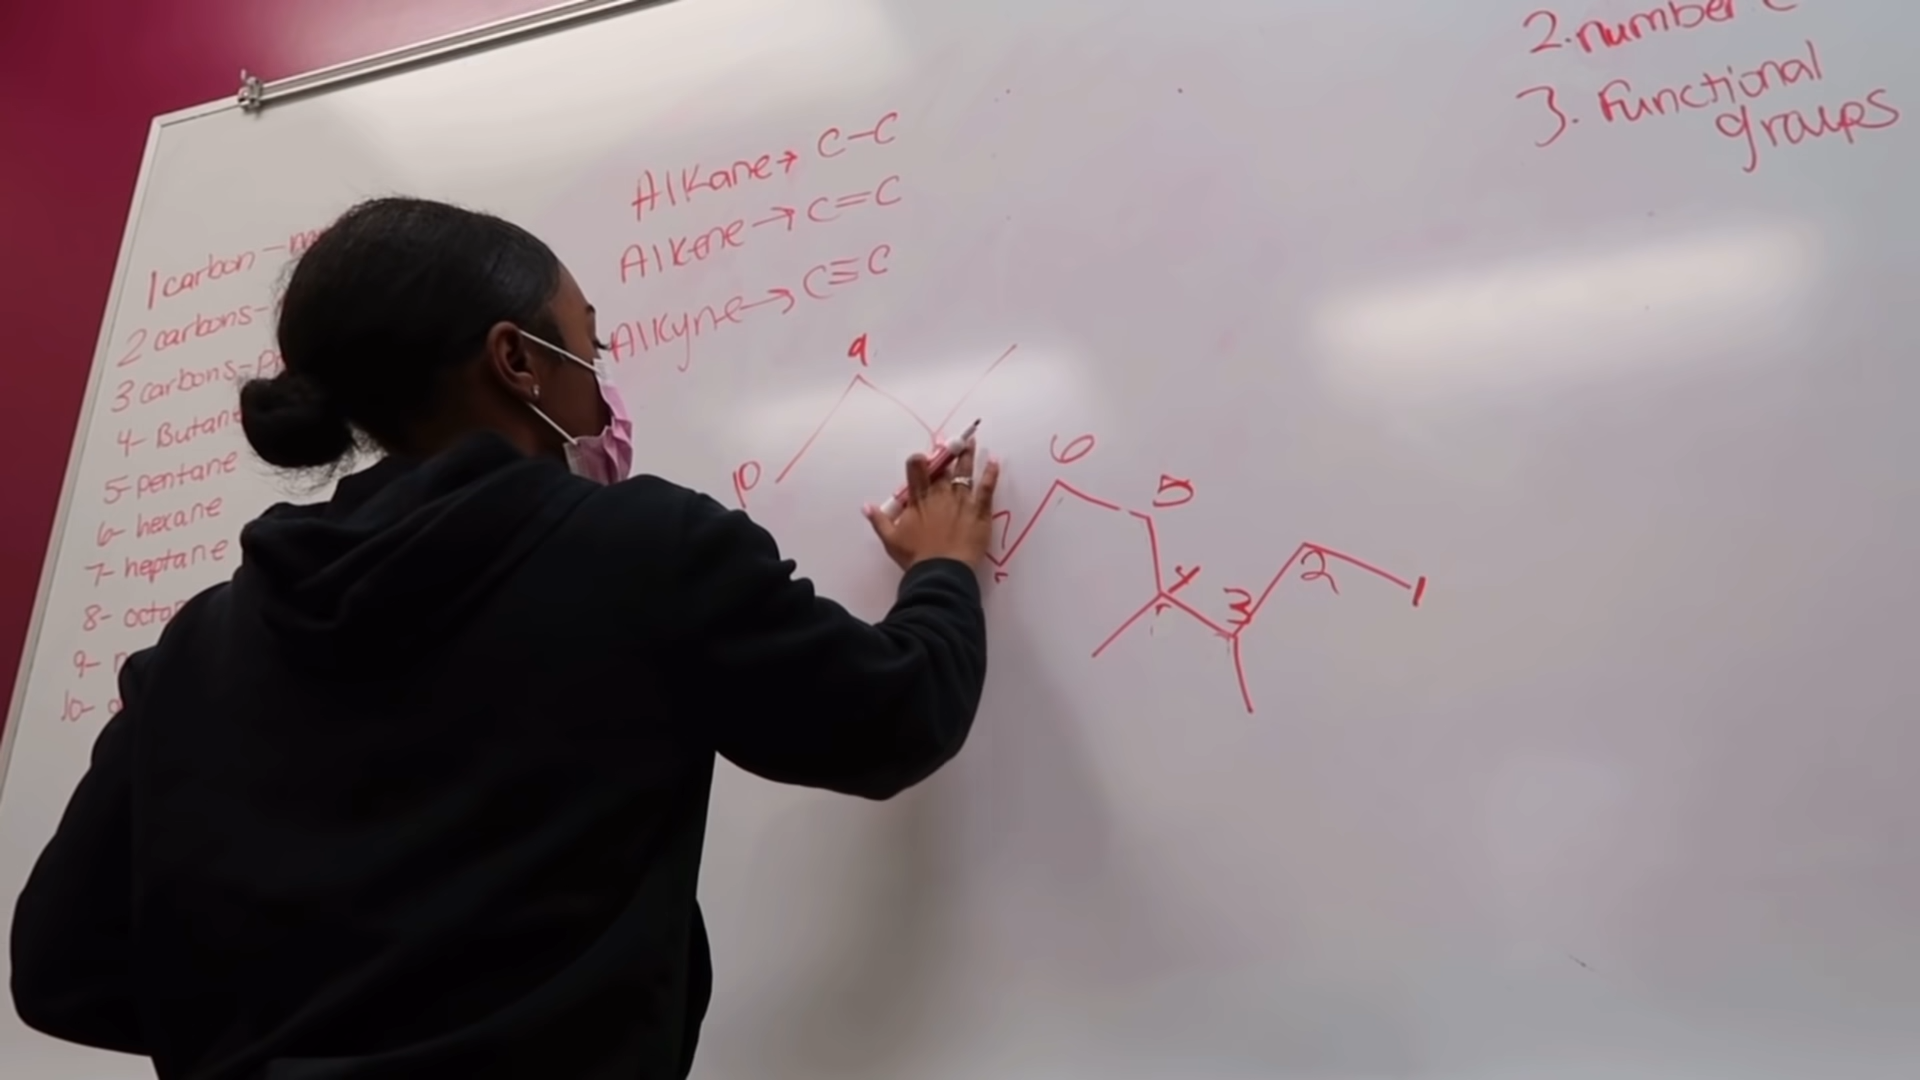 2. number
3. Functional
groups
Alkane → C-C
Alkene → C=C
Alkyne → C≡C
1 carbon -
2 carbons -
3 carbons -
4- Butane
5- pentane
6- hexane
7- heptane
8-
9-
10-
9
10
6
7
5
4
3
2
1